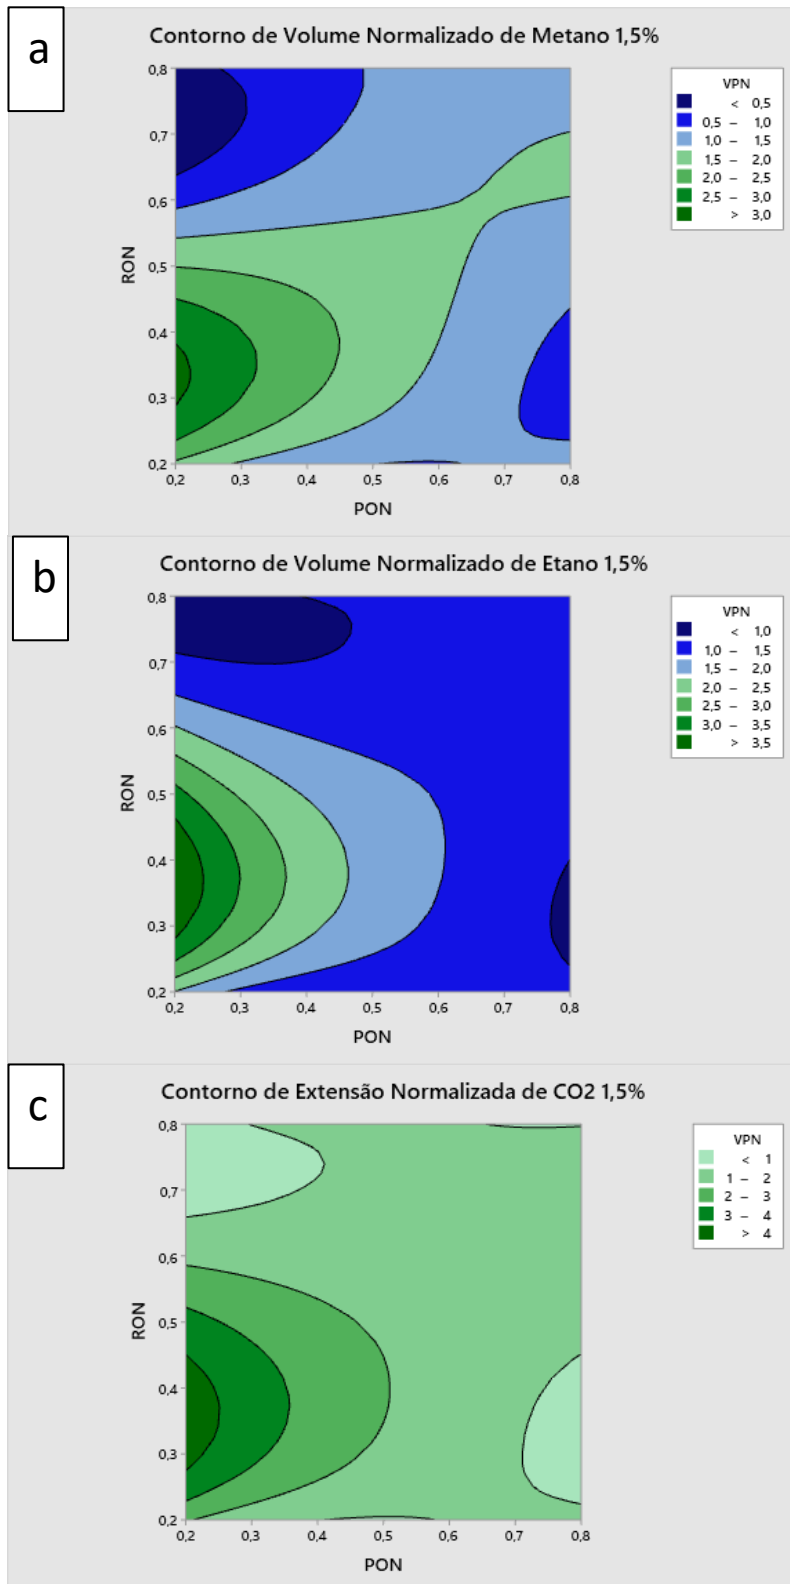 a
Contorno de Volume Normalizado de Metano 1,5%
VPN
< 0,5
0,5 – 1,0
1,0 – 1,5
1,5 – 2,0
2,0 – 2,5
2,5 – 3,0
> 3,0
0,8
0,7
0,6
0,5
0,4
0,3
0,2
RON
0,2 0,3 0,4 0,5 0,6 0,7 0,8
PON
b
Contorno de Volume Normalizado de Etano 1,5%
VPN
< 1,0
1,0 – 1,5
1,5 – 2,0
2,0 – 2,5
2,5 – 3,0
3,0 – 3,5
> 3,5
0,8
0,7
0,6
0,5
0,4
0,3
0,2
RON
0,2 0,3 0,4 0,5 0,6 0,7 0,8
PON
c
Contorno de Extensão Normalizada de CO2 1,5%
VPN
< 1
1 – 2
2 – 3
3 – 4
> 4
0,8
0,7
0,6
0,5
0,4
0,3
0,2
RON
0,2 0,3 0,4 0,5 0,6 0,7 0,8
PON